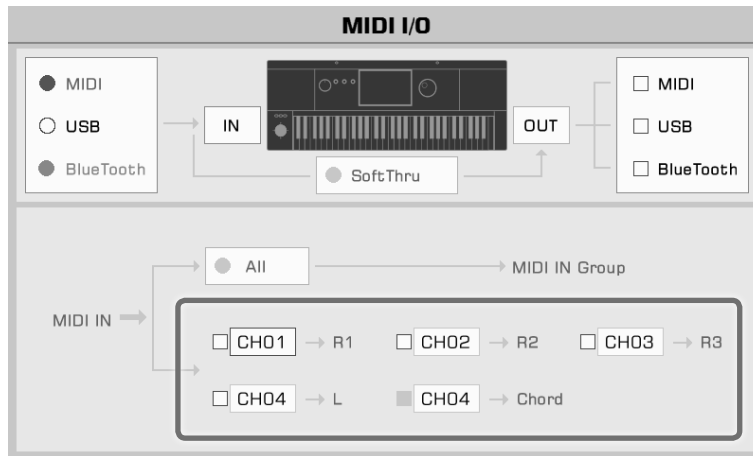 MIDI I/O
MIDI
USB
BlueTooth
IN
SoftThru
OUT
MIDI
USB
BlueTooth
MIDI IN
All
MIDI IN Group
CH01 R1 CH02 R2 CH03 R3
CH04 L CH04 Chord